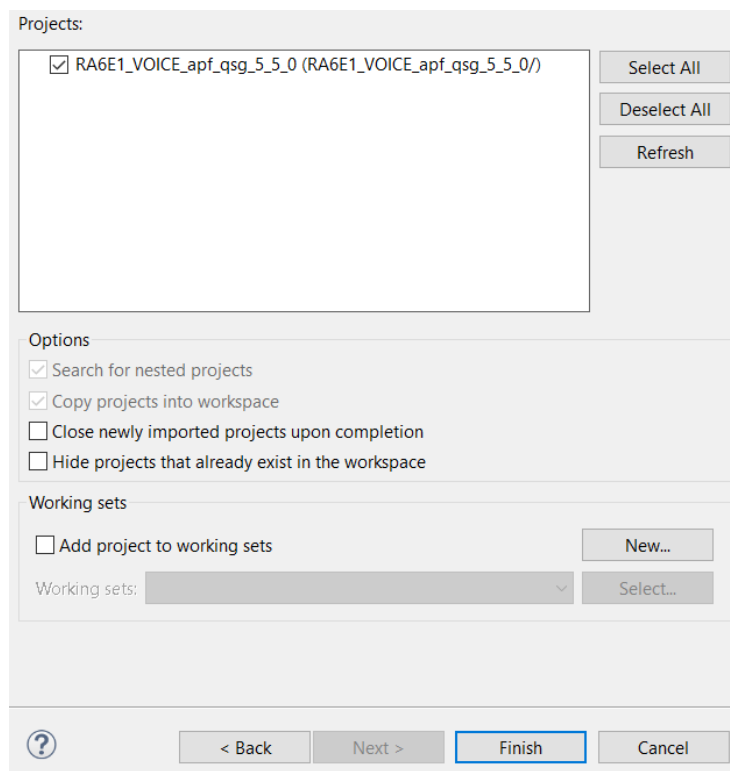 Projects:
RA6E1_VOICE_apf_qsg_5_5_0 (RA6E1_VOICE_apf_qsg_5_5_0/)
Select All
Deselect All
Refresh
Options
Search for nested projects
Copy projects into workspace
Close newly imported projects upon completion
Hide projects that already exist in the workspace
Working sets
Add project to working sets
New...
Working sets:
Select...
?
< Back
Next >
Finish
Cancel